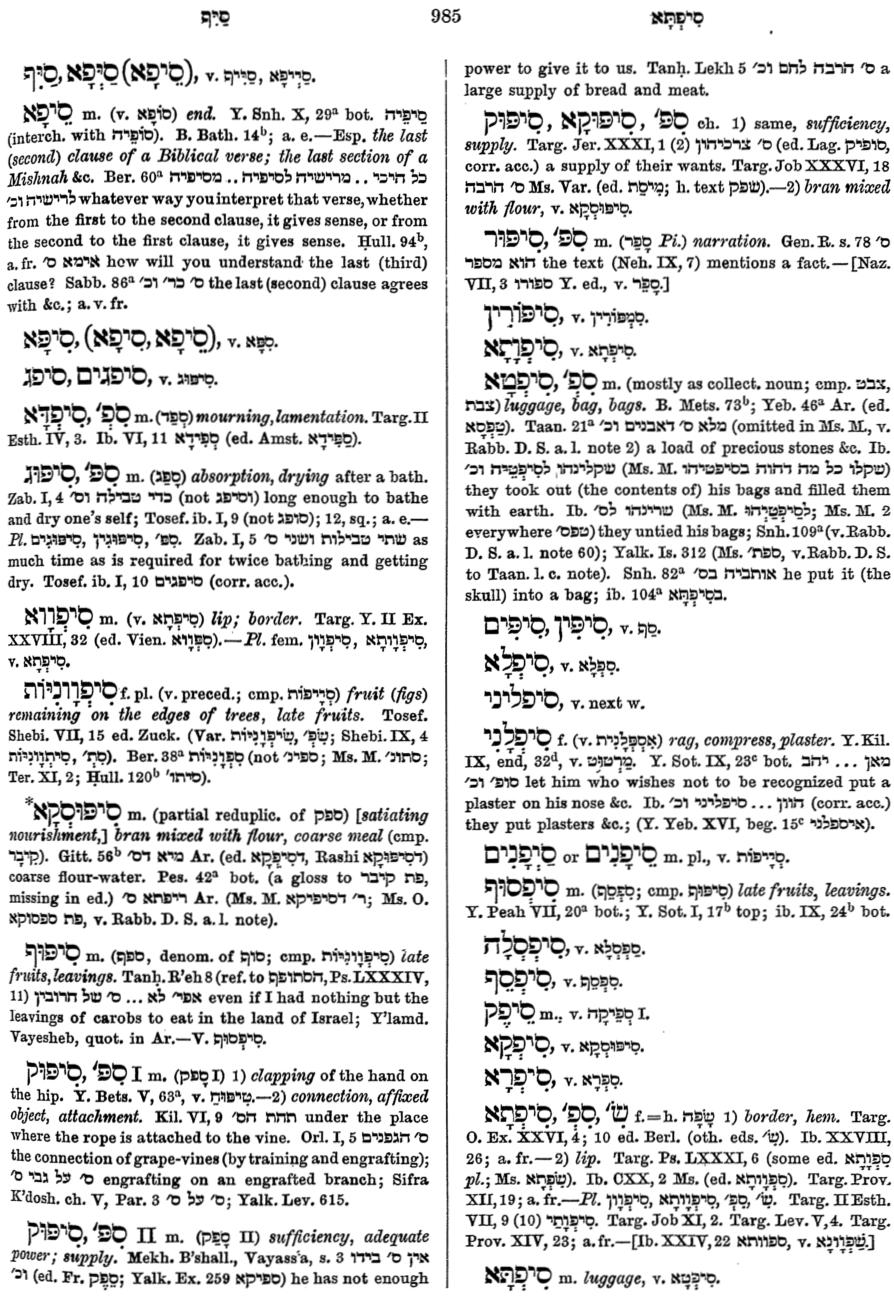 סַיִּף 985 סִיפְתָּא
סַיִּף, סַיְּפָא (סֵיפָא), v. סַיְיפָא, סַיְיף.
סֵיפָא m. (v. סוֹפָא) end. Y. Snh. X, 29ᵃ bot. סֵיפֵיהּ
(interch. with סוֹפֵיהּ). B. Bath. 14ᵇ; a. e.—Esp. the last
(second) clause of a Biblical verse; the last section of a
Mishnah &c. Ber. 60ᵃ כל היכי .. מרישיה לסיפיה .. מסיפיה
לרישיה וכ׳ whatever way you interpret that verse, whether
from the first to the second clause, it gives sense, or from
the second to the first clause, it gives sense. Ḥull. 94ᵇ,
a. fr. אימא ס׳ how will you understand the last (third)
clause? Sabb. 86ᵃ ס׳ כר׳ וכ׳ the last (second) clause agrees
with &c.; a. v. fr.
סִיפָּא, (סֵיפָא, סִיפָא), v. סִפָּא.
סִיפִּגים, סִיפֹּג, v. סִיפּוּג.
סִיפְדָּא, סִפְ׳ m. (סְפַד) mourning, lamentation. Targ. II
Esth. IV, 3. Ib. VI, 11 סְפִידָא (ed. Amst. סְפֵּידָא).
סִיפּוּג, סִפּ׳ m. (סָפַג) absorption, drying after a bath.
Zab. I, 4 כדי טבילה וס׳ (not וסיפג) long enough to bathe
and dry one's self; Tosef. ib. I, 9 (not סופג); 12, sq.; a. e.—
Pl. סִיפּוּגִים, סִיפּוּגִין, סִפּ׳. Zab. I, 5 שתי טבילות ושני ס׳ as
much time as is required for twice bathing and getting
dry. Tosef. ib. I, 10 סיפגים (corr. acc.).
סִיפְוָוא m. (v. סִיפְתָא) lip; border. Targ. Y. II Ex.
XXVIII, 32 (ed. Vien. סִפְוָוא).—Pl. fem. סִיפְוָון, סִיפְוָותָא,
v. סִיפְתָא.
סִיפְוָונִיּוֹת f. pl. (v. preced.; cmp. סְיָיפוֹת) fruit (figs)
remaining on the edges of trees, late fruits. Tosef.
Shebi. VII, 15 ed. Zuck. (Var. שִׂיפְוָנִיּוֹת, שִׂפְ׳; Shebi. IX, 4
סִיתְוָנִיּוֹת, סִתְ׳). Ber. 38ᵃ סִפְוָנִיּוֹת (not ספינ׳; Ms. M. סתונ׳;
Ter. XI, 2; Ḥull. 120ᵇ סיתו׳).
*סִיפּוּסְקָא m. (partial reduplic. of ספק) [satiating
nourishment,] bran mixed with flour, coarse meal (cmp.
קִיבָר). Gitt. 56ᵇ מיא דס׳ Ar. (ed. דסִיפְקָא, Rashi דסִיפּוּקָא)
coarse flour-water. Pes. 42ᵃ bot. (a gloss to פת קיבר,
missing in ed.) ריפתא ס׳ Ar. (Ms. M. ר׳ דסיפיקא; Ms. O.
פת ספסוקא, v. Rabb. D. S. a. l. note).
סִיפּוּף m. (ספף, denom. of סוף; cmp. סִיפְוָונִיּוֹת) late
fruits, leavings. Tanḥ. R'eh 8 (ref. to הסתופף, Ps. LXXXIV,
11) אפי׳ לא ... ס׳ של חרובין even if I had nothing but the
leavings of carobs to eat in the land of Israel; Y'lamd.
Vayesheb, quot. in Ar.—V. סִיפְסוּף.
סִיפּוּק, סִפּ׳ I m. (סָפַק I) 1) clapping of the hand on
the hip. Y. Bets. V, 63ᵃ, v. טִיפּוּחַ.—2) connection, affixed
object, attachment. Kil. VI, 9 תחת הס׳ under the place
where the rope is attached to the vine. Orl. I, 5 ס׳ הגפנים
the connection of grape-vines (by training and engrafting);
ס׳ על גבי ס׳ engrafting on an engrafted branch; Sifra
K'dosh. ch. V, Par. 3 ס׳ על ס׳; Yalk. Lev. 615.
סִיפּוּק, סִפּ׳ II m. (סָפַק II) sufficiency, adequate
power; supply. Mekh. B'shall., Vayass'a, s. 3 אין ס׳ בידו
וכ׳ (ed. Fr. סֵפֶק; Yalk. Ex. 259 ספיקא) he has not enough
power to give it to us. Tanḥ. Lekh 5 ס׳ הרבה לחם וכ׳ a
large supply of bread and meat.
סִיפּוּק, סִיפּוּקָא, סִפּ׳ ch. 1) same, sufficiency,
supply. Targ. Jer. XXXI, 1 (2) ס׳ צרכיהון (ed. Lag. סופיק,
corr. acc.) a supply of their wants. Targ. Job XXXVI, 18
ס׳ הרבה Ms. Var. (ed. מִיסַת; h. text שפק).—2) bran mixed
with flour, v. סִיפּוּסְקָא.
סִיפּוּר, סִפּ׳ m. (סָפַר Pi.) narration. Gen. R. s. 78 ס׳
הוא מספר the text (Neh. IX, 7) mentions a fact.—[Naz.
VII, 3 ספורו Y. ed., v. סְפָר.]
סִיפּוֹרִין, v. סִמְפּוֹרִין.
סִיפְוָתָא, v. סִיפְתָא.
סִיפְטָא, סִפְ׳ m. (mostly as collect. noun; cmp. צבט,
צבת) luggage, bag, bags. B. Mets. 73ᵇ; Yeb. 46ᵃ Ar. (ed.
טַפְסָא). Taan. 21ᵃ מלא ס׳ דאבנים וכ׳ (omitted in Ms. M., v.
Rabb. D. S. a. l. note 2) a load of precious stones &c. Ib.
שקלינהו לסִיפְטֵיהּ וכ׳ (Ms. M. שקלו כל מה דהוה בסיפטיהו)
they took out (the contents of) his bags and filled them
with earth. Ib. שרינהו לס׳ (Ms. M. לסִיפְטֵיהוּ; Ms. M. 2
everywhere טפס׳) they untied his bags; Snh. 109ᵃ (v. Rabb.
D. S. a. l. note 60); Yalk. Is. 312 (Ms. ספת׳, v. Rabb. D. S.
to Taan. l. c. note). Snh. 82ᵃ אותביה בס׳ he put it (the
skull) into a bag; ib. 104ᵃ בסִיפְתָּא.
סִיפִּין, סִיפִּים, v. סַף.
סִיפְלָא, v. סִפְלָא.
סיפליני, v. next w.
סִיפְלָנִי f. (v. אִסְפְּלָנִית) rag, compress, plaster. Y. Kil.
IX, end, 32ᵈ, v. מַרְטוּט. Y. Sot. IX, 23ᶜ bot. מאן ... יהב
סופ׳ וכ׳ let him who wishes not to be recognized put a
plaster on his nose &c. Ib. הוון ... סיפליני וכ׳ (corr. acc.)
they put plasters &c.; (Y. Yeb. XVI, beg. 15ᶜ איספלני).
סֵיפָנִים or סֵיפָנִים m. pl., v. סְיָיפוֹת.
סִיפְסוּף m. (סִפְסֵף; cmp. סִיפּוּף) late fruits, leavings.
Y. Peah VII, 20ᵃ bot.; Y. Sot. I, 17ᵇ top; ib. IX, 24ᵇ bot.
סִיפְסְלָה, v. סַפְסְלָא.
סִיפְסֵף, v. סִפְסֵף.
סֵיפֶק m., v. סְפֵיקָה I.
סִיפְקָא, v. סִיפּוּסְקָא.
סִיפְרָא, v. סִפְרָא.
סִיפְתָא, סִפְ׳, שִׂ׳ f.=h. שָׂפָה 1) border, hem. Targ.
O. Ex. XXVI, 4; 10 ed. Berl. (oth. eds. שִׂ׳). Ib. XXVIII,
26; a. fr.—2) lip. Targ. Ps. LXXXI, 6 (some ed. סִפְוָתָא
pl.; Ms. שִׂפְתָא). Ib. CXX, 2 Ms. (ed. סִפְוָותָא). Targ. Prov.
XII, 19; a. fr.—Pl. סִיפְוָון, סִיפְוָותָא, סִפְ׳, שִׂ׳. Targ. II Esth.
VII, 9 (10) סִיפְוָתַי. Targ. Job XI, 2. Targ. Lev. V, 4. Targ.
Prov. XIV, 23; a. fr.—[Ib. XXIV, 22 ספוותא, v. שַׁפְּוָונָא.]
סִיפְתָּא m. luggage, v. סִיפְטָא.